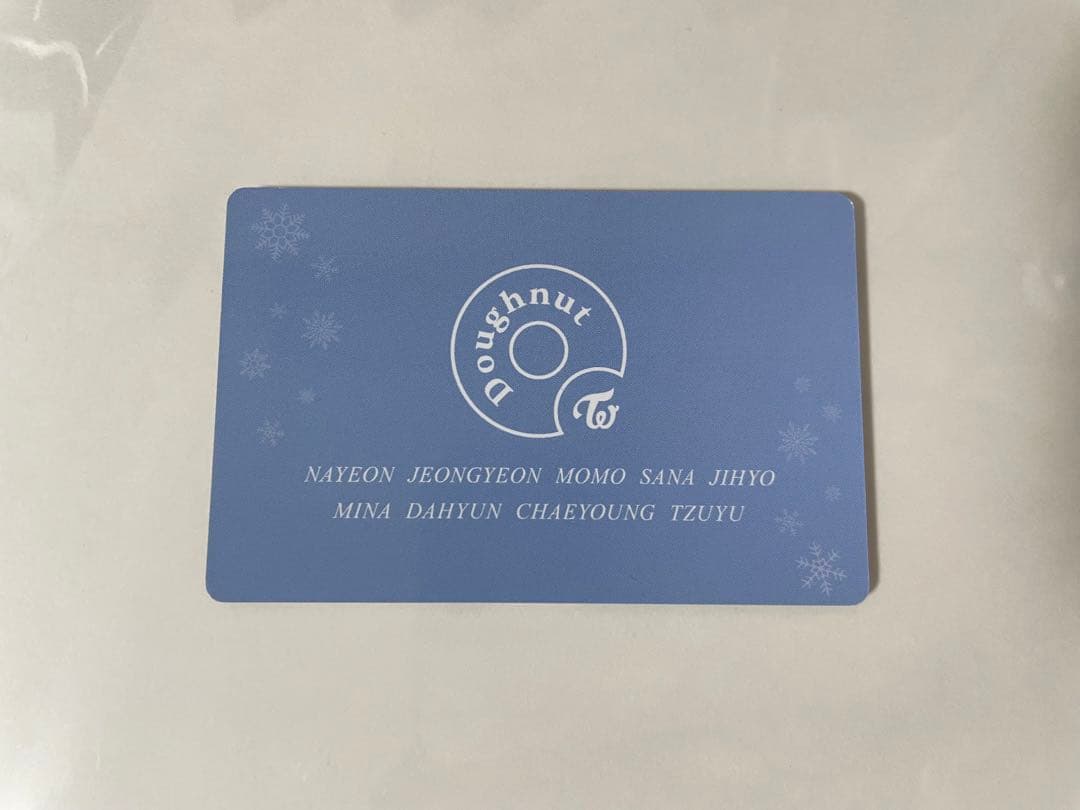 Doughnut
Tw
NAYEON JEONGYEON MOMO SANA JIHYO
MINA DAHYUN CHAEYOUNG TZUYU